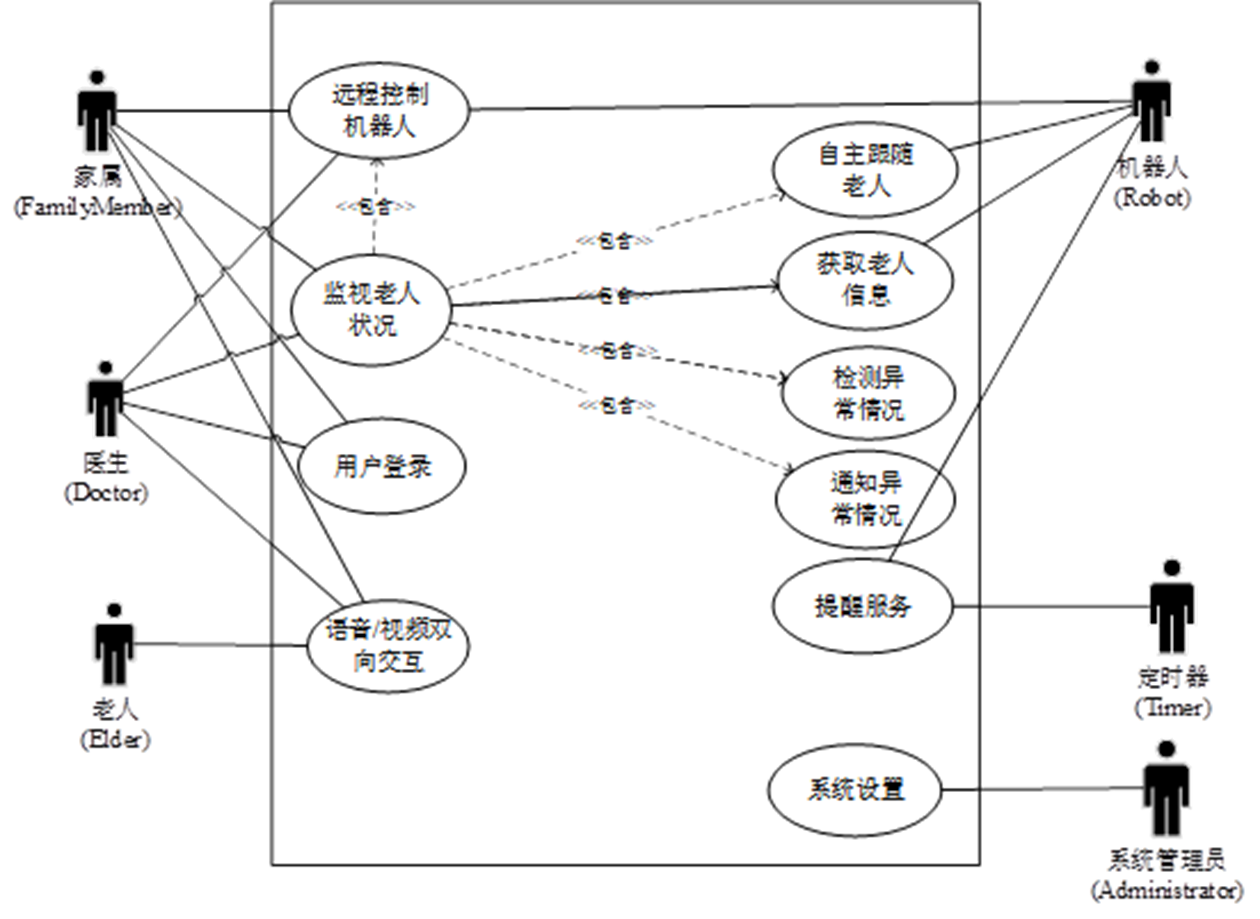 远程控制
机器人
家属
(FamilyMember)
自主跟随
老人
机器人
(Robot)
<<包含>>
<<包含>>
获取老人
信息
监视老人
状况
<<包含>>
<<包含>>
检测异
常情况
<<包含>>
医生
(Doctor)
用户登录
通知异
常情况
提醒服务
语音/视频双
向交互
老人
(Elder)
定时器
(Timer)
系统设置
系统管理员
(Administrator)